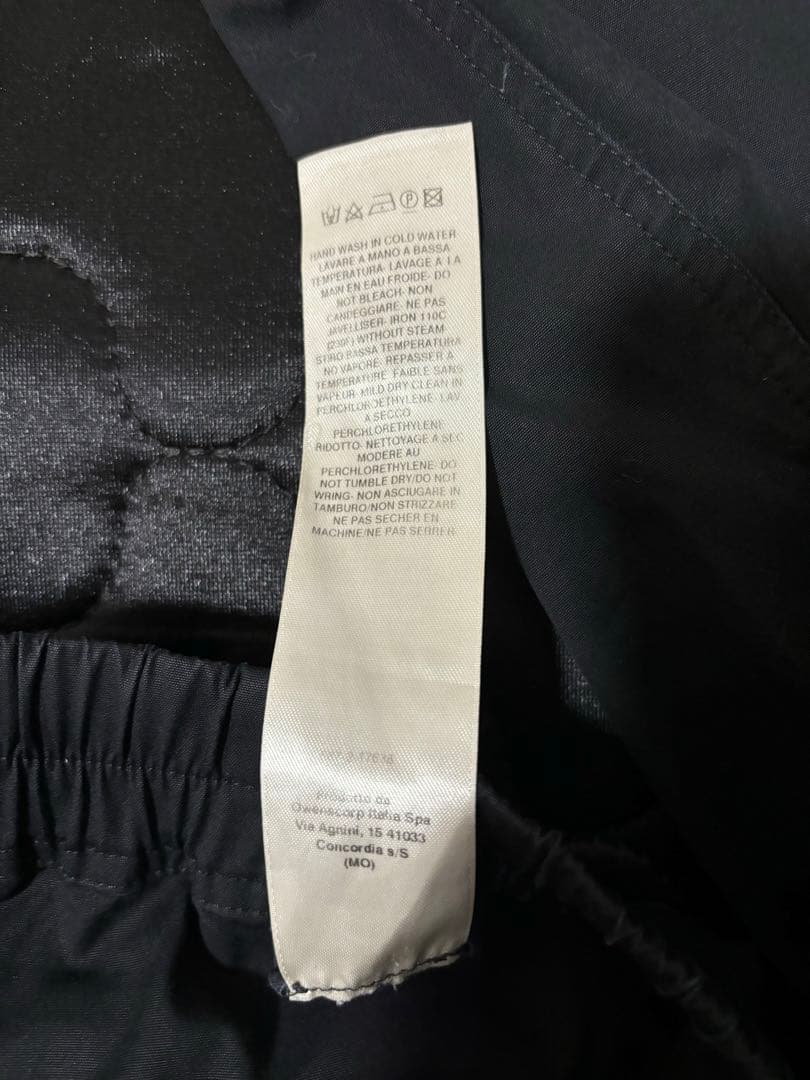 HAND WASH IN COLD WATER
LAVARE A MANO A BASSA
TEMPERATURA- LAVAGE A LA
MAIN EN EAU FROIDE- DO
NOT BLEACH- NON
CANDEGGIARE- NE PAS
JAVELLISER- IRON 110C
(230F) WITHOUT STEAM
STIRO BASSA TEMPERATURA
NO VAPORE- REPASSER A
TEMPERATURE FAIBLE SANS
VAPEUR- MILD DRY CLEAN IN
PERCHLOROETHYLENE- LAV
A SECCO
PERCHLORETHYLENE
RIDOTTO- NETTOYAGE A SEC
MODERE AU
PERCHLORETHYLENE- DO
NOT TUMBLE DRY/DO NOT
WRING- NON ASCIUGARE IN
TAMBURO/NON STRIZZARE
NE PAS SECHER EN
MACHINE/NE PAS SERRER
Prodotto da
Owenscorp Italia Spa
Via Agnini, 15 41033
Concordia s/S
(MO)